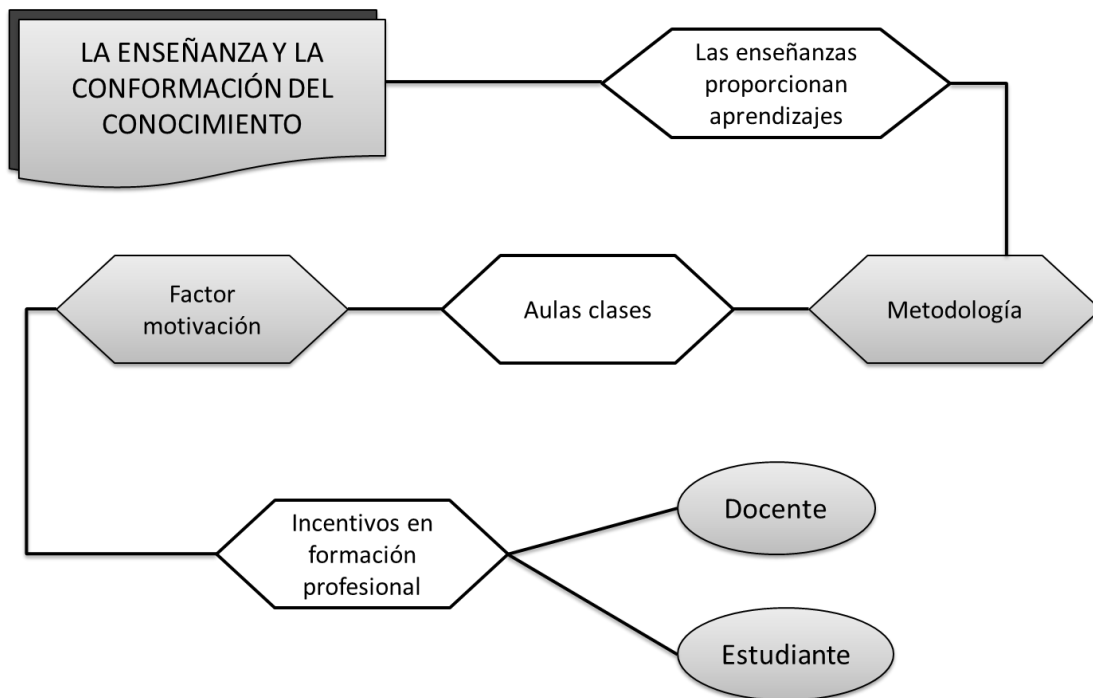 LA ENSEÑANZA Y LA
CONFORMACIÓN DEL
CONOCIMIENTO
Las enseñanzas
proporcionan
aprendizajes
Factor
motivación
Aulas clases
Metodología
Incentivos en
formación
profesional
Docente
Estudiante